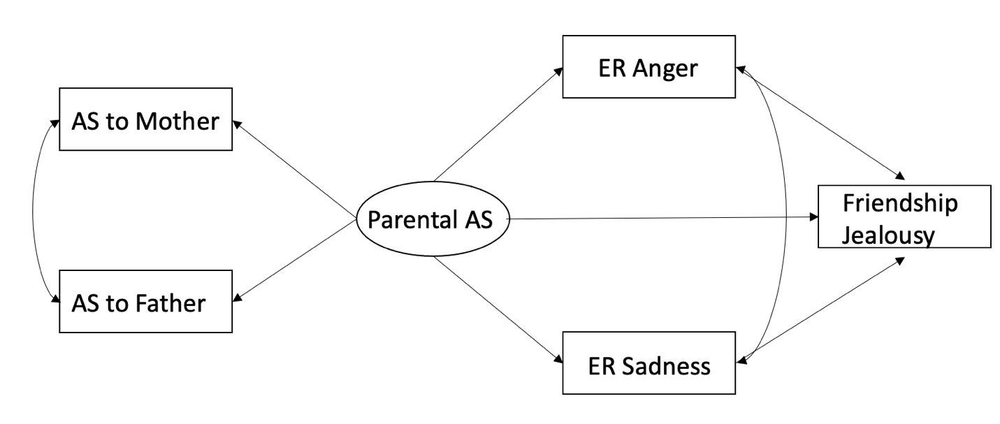 ER Anger
AS to Mother
Parental AS
Friendship
Jealousy
AS to Father
ER Sadness